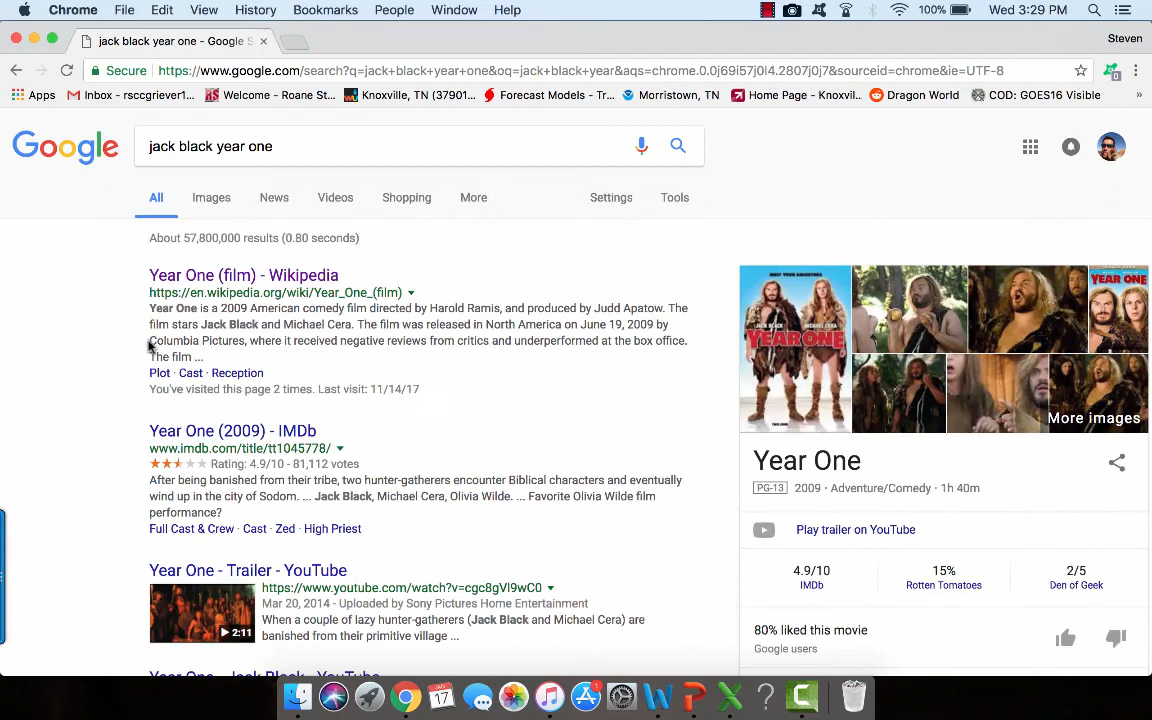 Chrome File Edit View History Bookmarks People Window Help 100% Wed 3:29 PM
jack black year one - Google S Steven
Secure https://www.google.com/search?q=jack+black+year+one&oq=jack+black+year&aqs=chrome.0.0j69i57j0l4.2807j0j7&sourceid=chrome&ie=UTF-8
Apps Inbox - rsccgriever1... Welcome - Roane St... Knoxville, TN (37901... Forecast Models - Tr... Morristown, TN Home Page - Knoxvil... Dragon World COD: GOES16 Visible »
Google jack black year one
All Images News Videos Shopping More Settings Tools
About 57,800,000 results (0.80 seconds)
Year One (film) - Wikipedia
https://en.wikipedia.org/wiki/Year_One_(film)
Year One is a 2009 American comedy film directed by Harold Ramis, and produced by Judd Apatow. The
film stars Jack Black and Michael Cera. The film was released in North America on June 19, 2009 by
Columbia Pictures, where it received negative reviews from critics and underperformed at the box office.
The film ...
Plot · Cast · Reception
You've visited this page 2 times. Last visit: 11/14/17
Year One (2009) - IMDb
www.imdb.com/title/tt1045778/
Rating: 4.9/10 - 81,112 votes
After being banished from their tribe, two hunter-gatherers encounter Biblical characters and eventually
wind up in the city of Sodom. ... Jack Black, Michael Cera, Olivia Wilde. ... Favorite Olivia Wilde film
performance?
Full Cast & Crew · Cast · Zed · High Priest
Year One - Trailer - YouTube
https://www.youtube.com/watch?v=cgc8gVl9wC0
Mar 20, 2014 - Uploaded by Sony Pictures Home Entertainment
When a couple of lazy hunter-gatherers (Jack Black and Michael Cera) are
banished from their primitive village ...
2:11
Year One - Jack Black - YouTube
JACK BLACK MICHAEL CERA
YEAR ONE
YEAR ONE
More images
Year One
PG-13 2009 · Adventure/Comedy · 1h 40m
Play trailer on YouTube
4.9/10 15% 2/5
IMDb Rotten Tomatoes Den of Geek
80% liked this movie
Google users
JAN
17
1